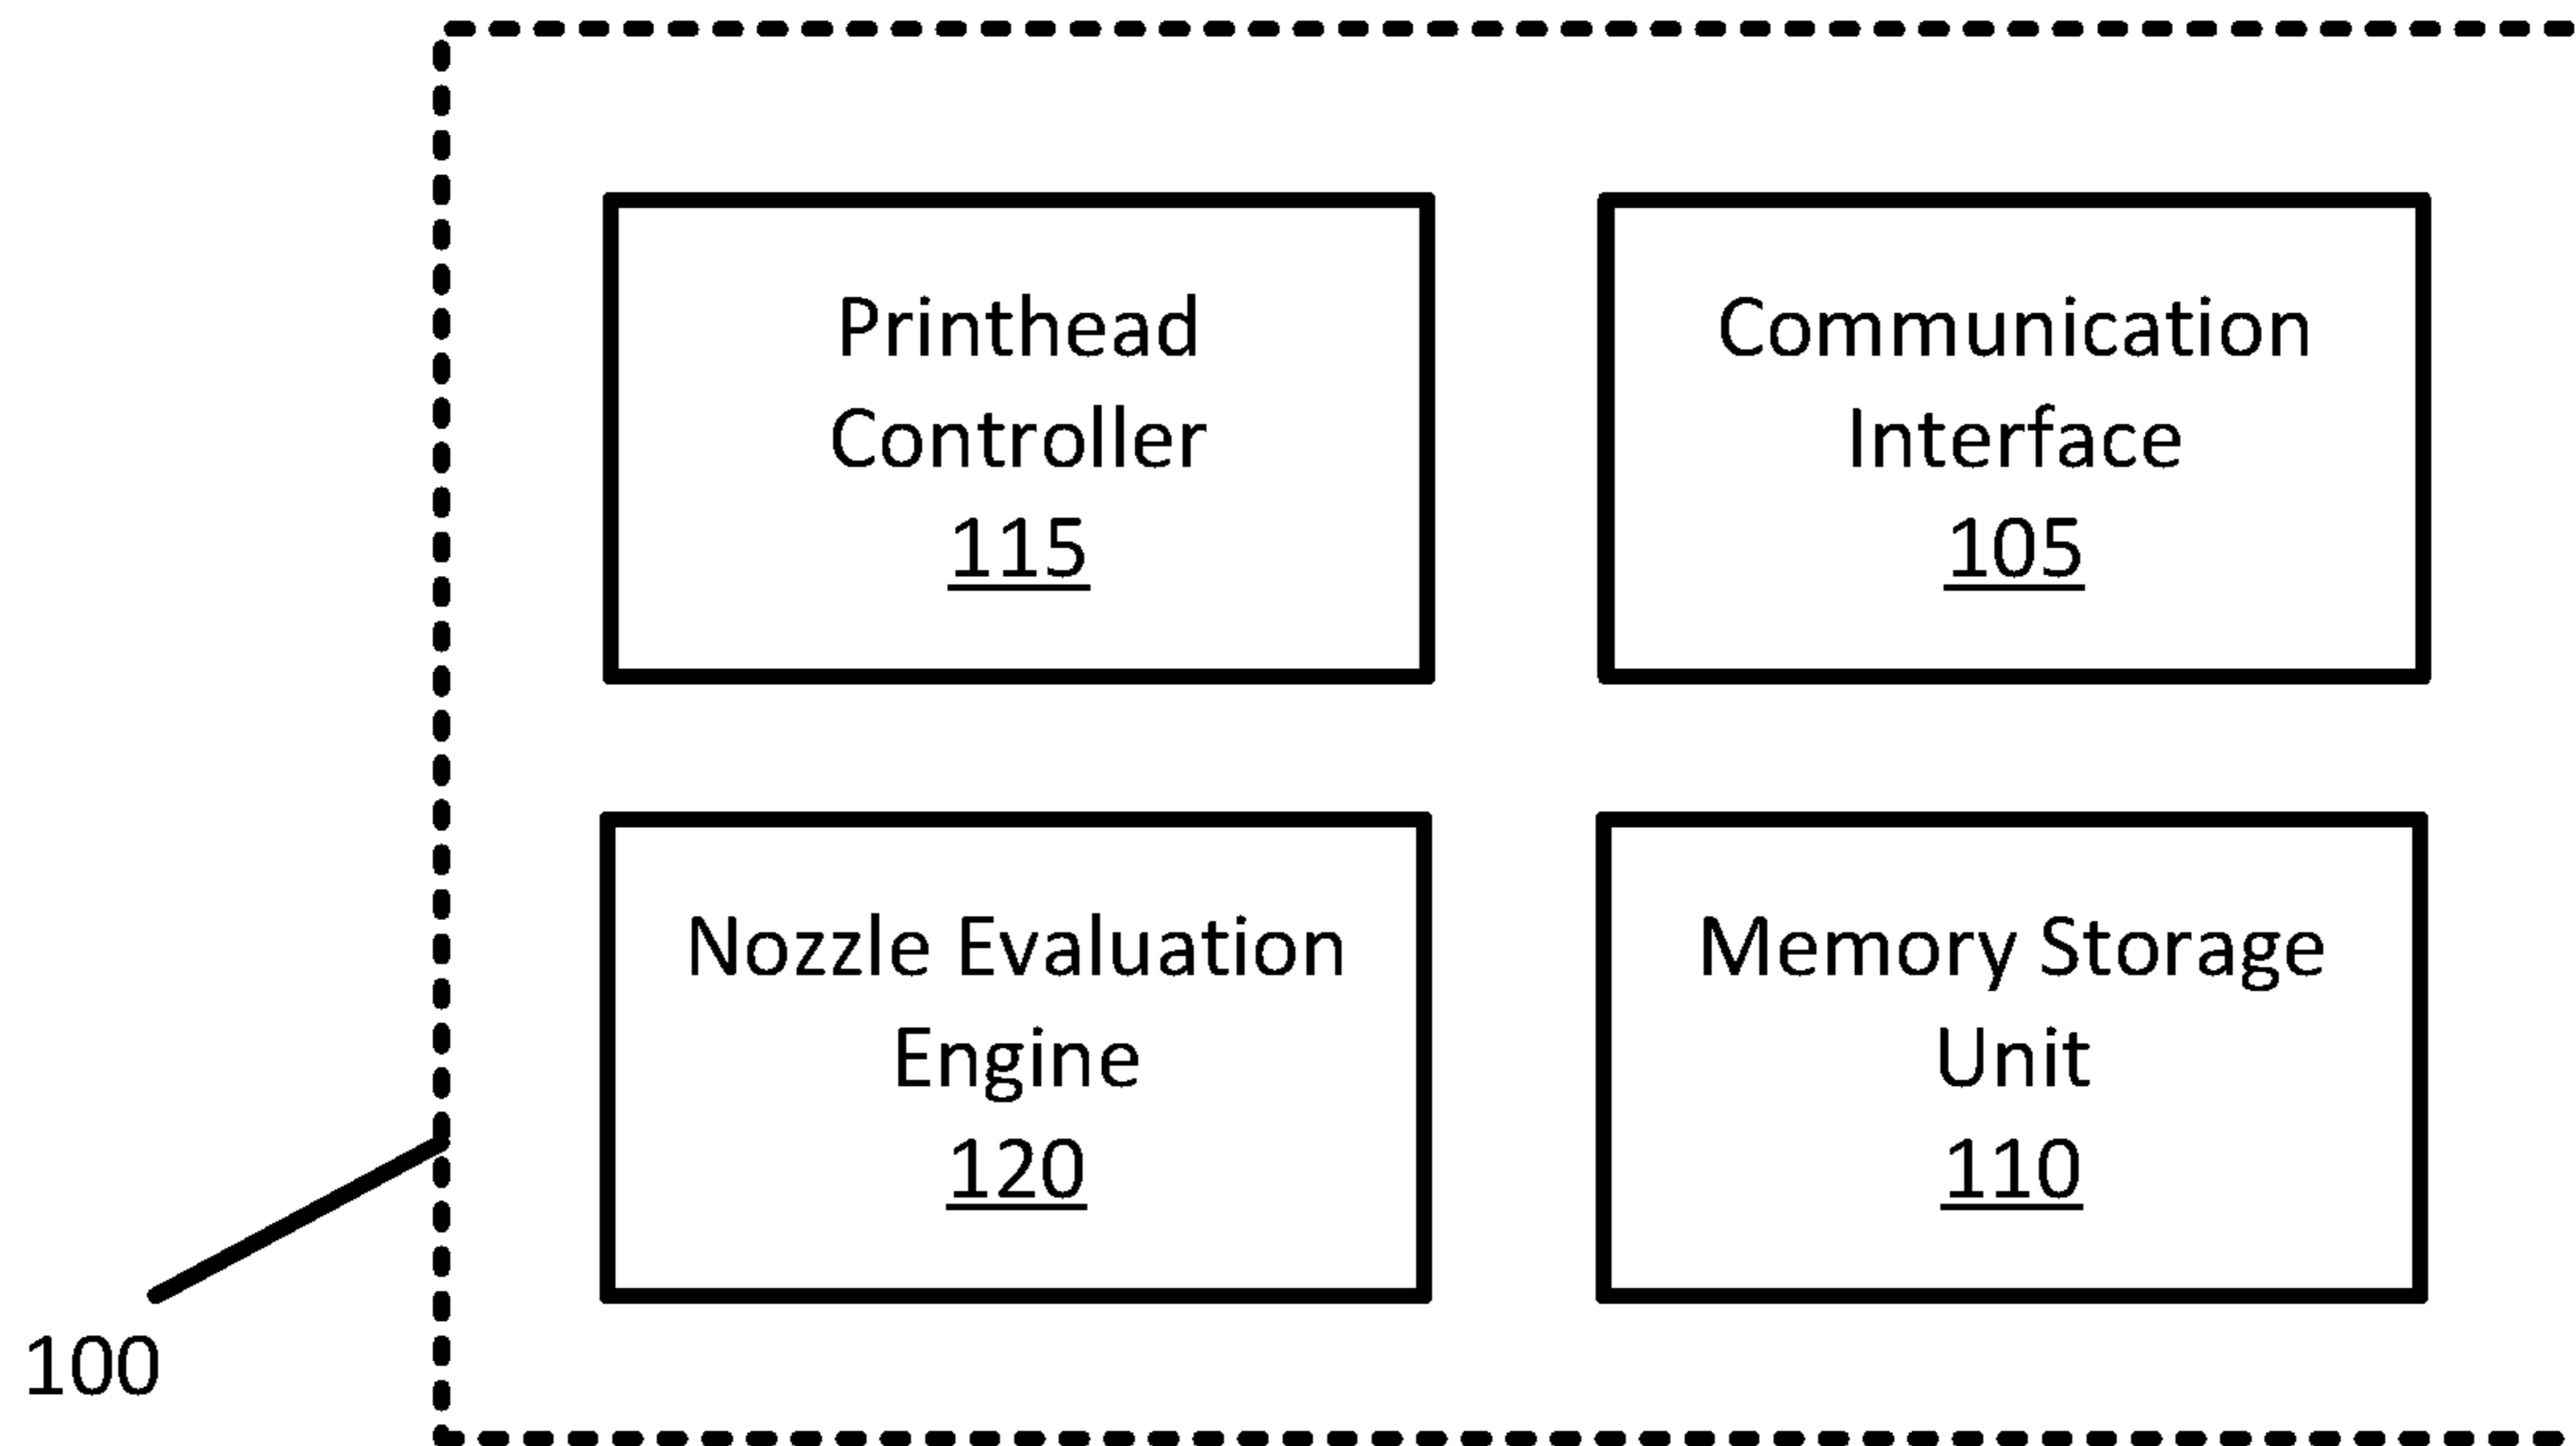 Printhead
Controller
115
Communication
Interface
105
Nozzle Evaluation
Engine
120
Memory Storage
Unit
110
100